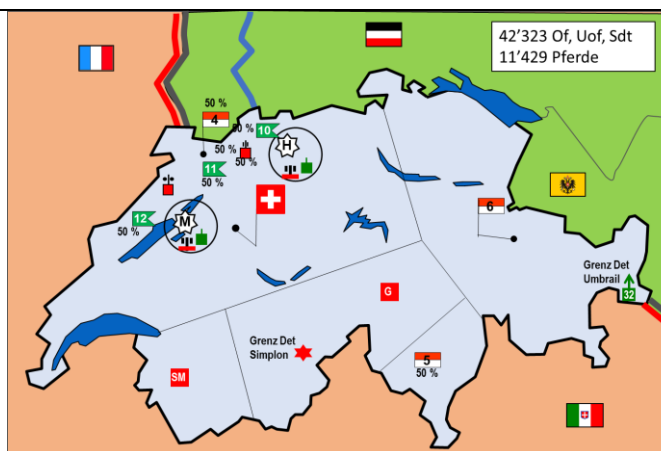 42'323 Of, Uof, Sdt
11'429 Pferde
50 %
4
50 %
10
H
50 %
50 %
11
50 %
12
50 %
M
6
Grenz Det
Umbrail
32
G
Grenz Det
Simplon
5
50 %
SM